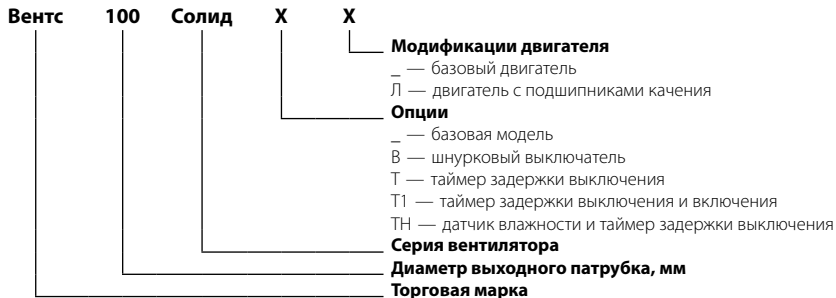 Вентс 100 Солид X X
Модификации двигателя
_ — базовый двигатель
Л — двигатель с подшипниками качения
Опции
_ — базовая модель
В — шнурковый выключатель
Т — таймер задержки выключения
Т1 — таймер задержки выключения и включения
ТН — датчик влажности и таймер задержки выключения
Серия вентилятора
Диаметр выходного патрубка, мм
Торговая марка